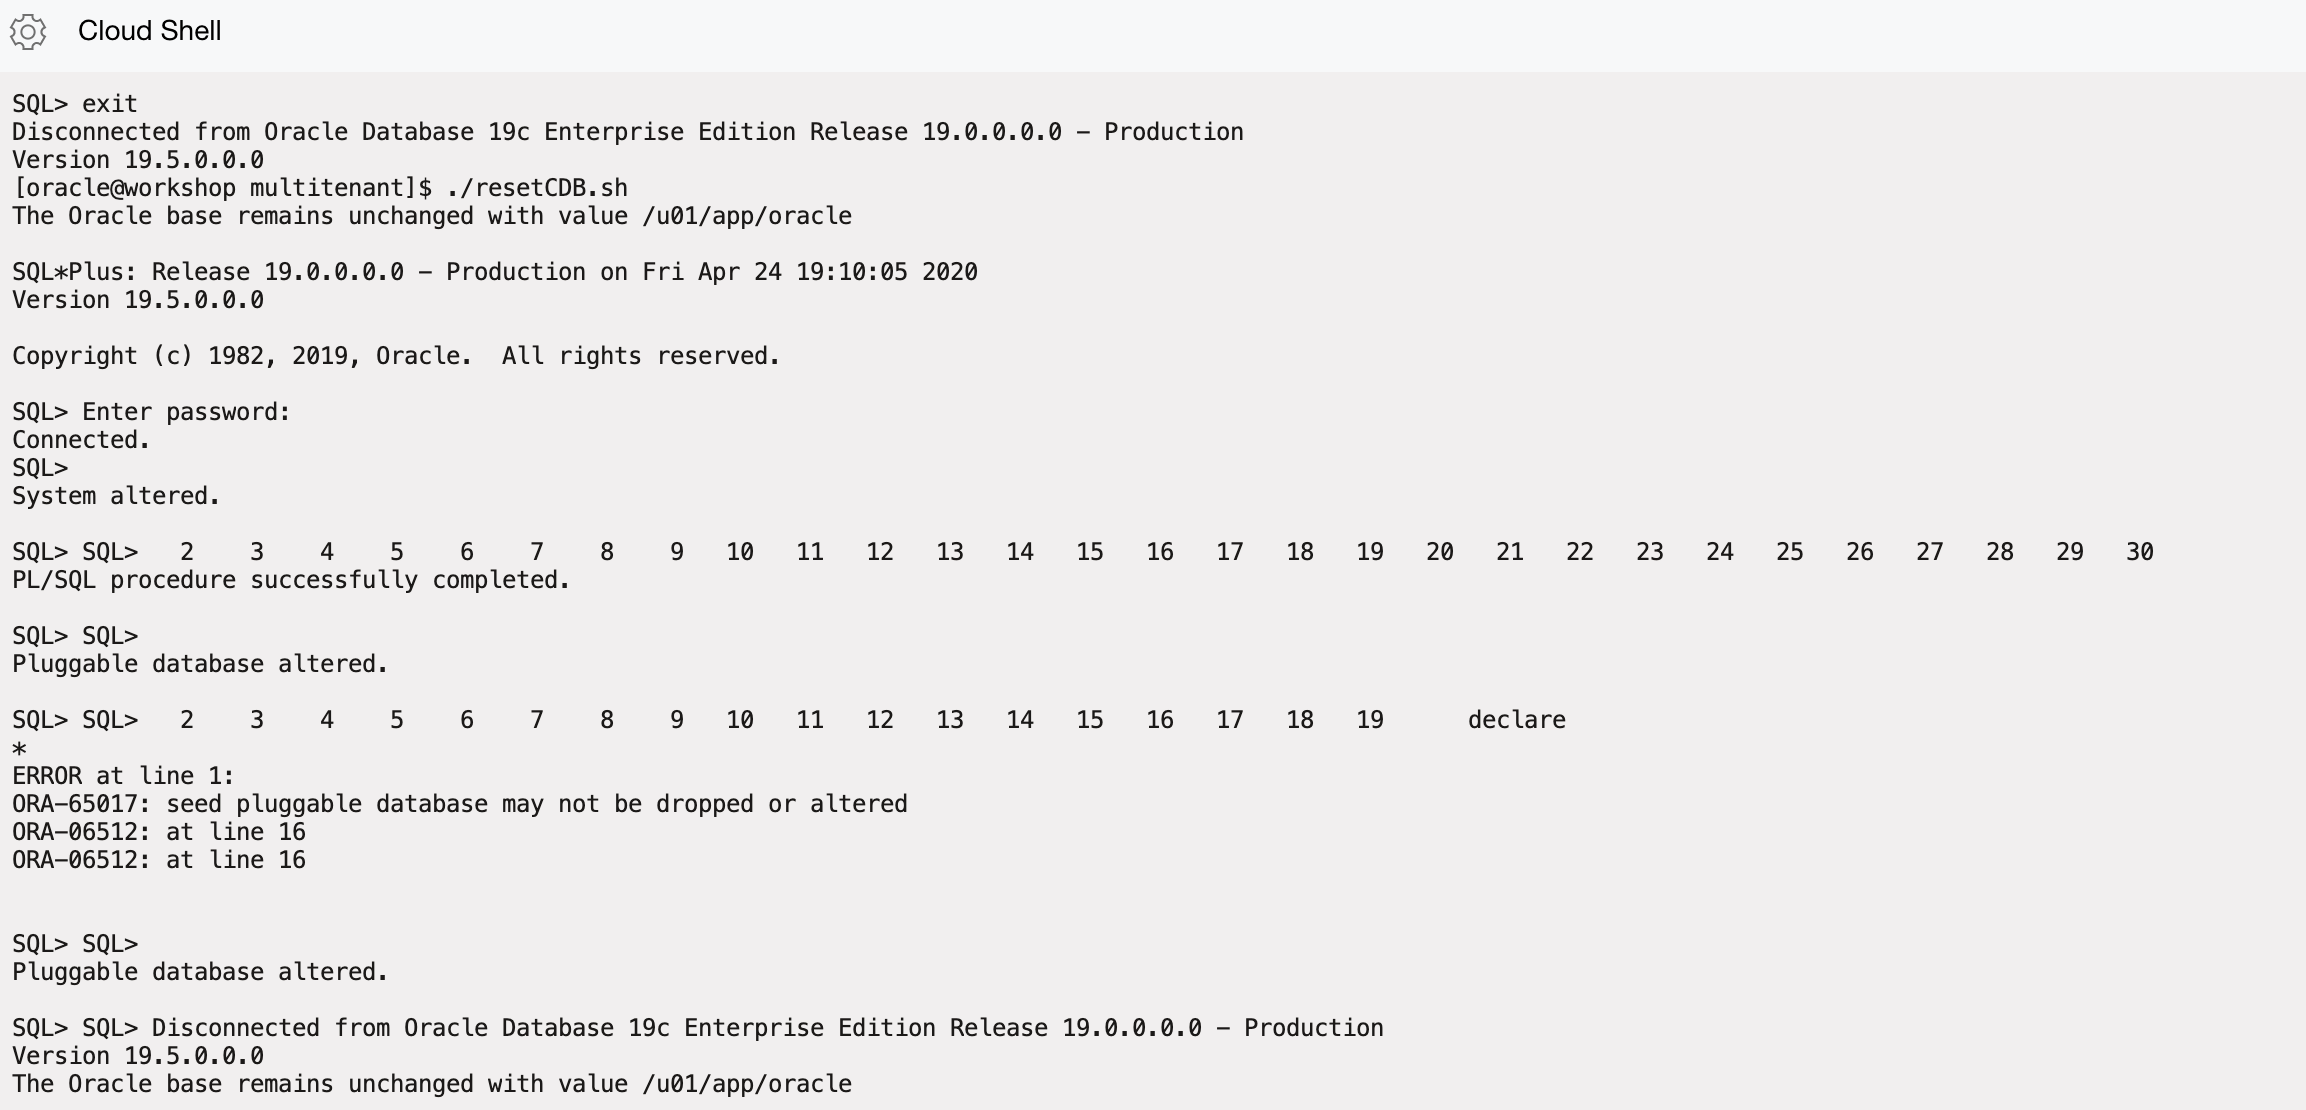 Cloud Shell
SQL> exit
Disconnected from Oracle Database 19c Enterprise Edition Release 19.0.0.0.0 – Production
Version 19.5.0.0.0
[oracle@workshop multitenant]$ ./resetCDB.sh
The Oracle base remains unchanged with value /u01/app/oracle
SQL*Plus: Release 19.0.0.0.0 – Production on Fri Apr 24 19:10:05 2020
Version 19.5.0.0.0
Copyright (c) 1982, 2019, Oracle.  All rights reserved.
SQL> Enter password:
Connected.
SQL>
System altered.
SQL> SQL>   2    3    4    5    6    7    8    9   10   11   12   13   14   15   16   17   18   19   20   21   22   23   24   25   26   27   28   29   30
PL/SQL procedure successfully completed.
SQL> SQL>
Pluggable database altered.
SQL> SQL>   2    3    4    5    6    7    8    9   10   11   12   13   14   15   16   17   18   19      declare
*
ERROR at line 1:
ORA–65017: seed pluggable database may not be dropped or altered
ORA–06512: at line 16
ORA–06512: at line 16
SQL> SQL>
Pluggable database altered.
SQL> SQL> Disconnected from Oracle Database 19c Enterprise Edition Release 19.0.0.0.0 – Production
Version 19.5.0.0.0
The Oracle base remains unchanged with value /u01/app/oracle